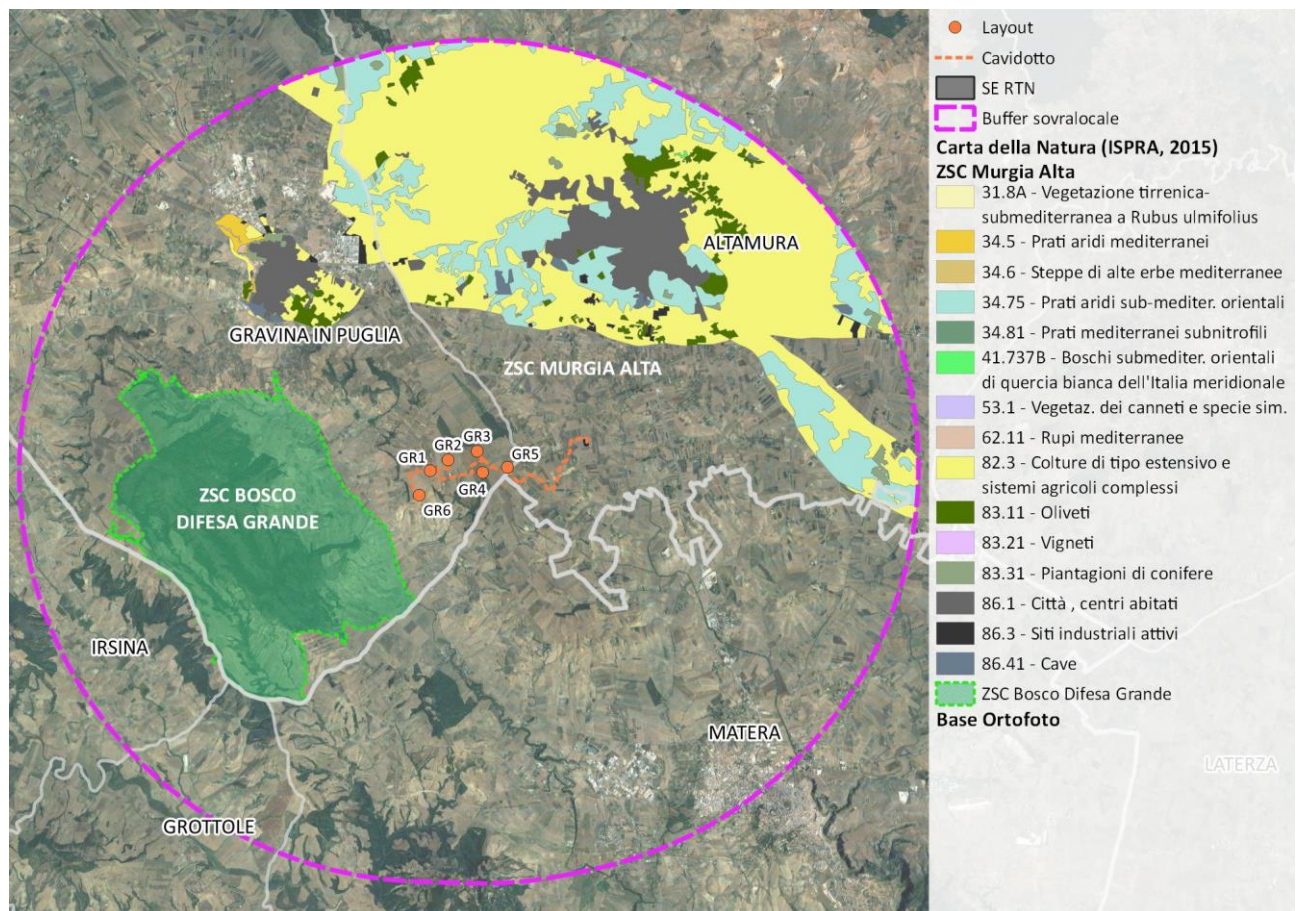 ALTAMURA
GRAVINA IN PUGLIA
ZSC MURGIA ALTA
GR3
GR2
GR1
GR5
GR4
GR6
ZSC BOSCO
DIFESA GRANDE
IRSINA
MATERA
GROTTOLE
Layout
Cavidotto
SE RTN
Buffer sovralocale
Carta della Natura (ISPRA, 2015)
ZSC Murgia Alta
31.8A - Vegetazione tirrenica-
submediterranea a Rubus ulmifolius
34.5 - Prati aridi mediterranei
34.6 - Steppe di alte erbe mediterranee
34.75 - Prati aridi sub-mediter. orientali
34.81 - Prati mediterranei subnitrofili
41.737B - Boschi submediter. orientali
di quercia bianca dell'Italia meridionale
53.1 - Vegetaz. dei canneti e specie sim.
62.11 - Rupi mediterranee
82.3 - Colture di tipo estensivo e
sistemi agricoli complessi
83.11 - Oliveti
83.21 - Vigneti
83.31 - Piantagioni di conifere
86.1 - Città , centri abitati
86.3 - Siti industriali attivi
86.41 - Cave
ZSC Bosco Difesa Grande
Base Ortofoto
LATERZA